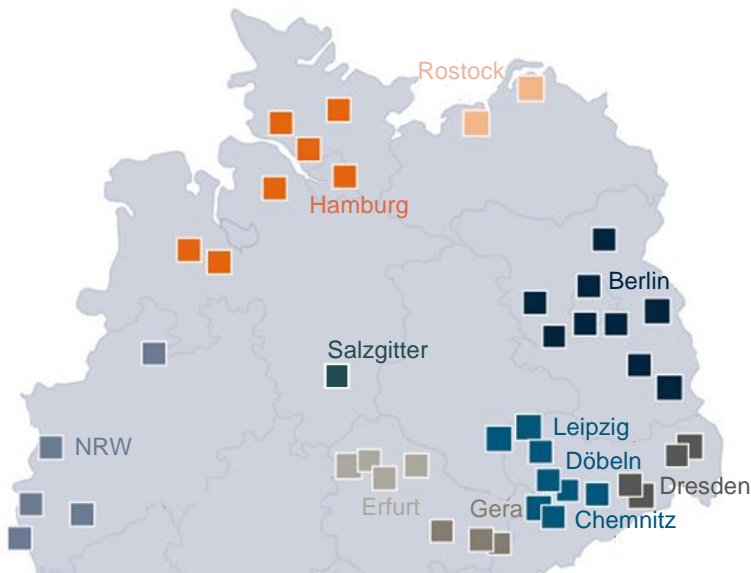 Rostock
Hamburg
Berlin
Salzgitter
Leipzig
NRW
Döbeln
Dresden
Erfurt
Gera
Chemnitz